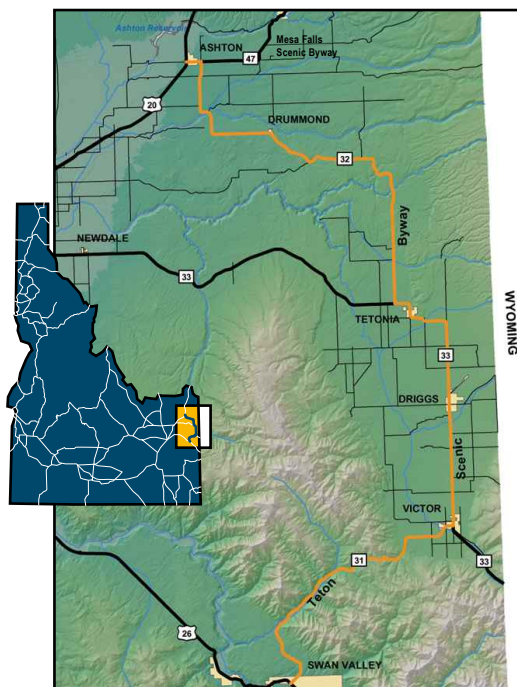 Ashton Reservoir
ASHTON
Mesa Falls
Scenic Byway
47
20
DRUMMOND
32
Byway
NEWDALE
33
TETONIA
WYOMING
33
DRIGGS
Scenic
VICTOR
31
33
Teton
26
SWAN VALLEY